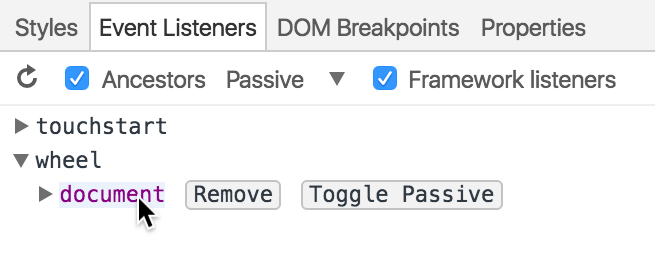 Styles Event Listeners DOM Breakpoints Properties
Ancestors Passive Framework listeners
touchstart
wheel
document Remove Toggle Passive